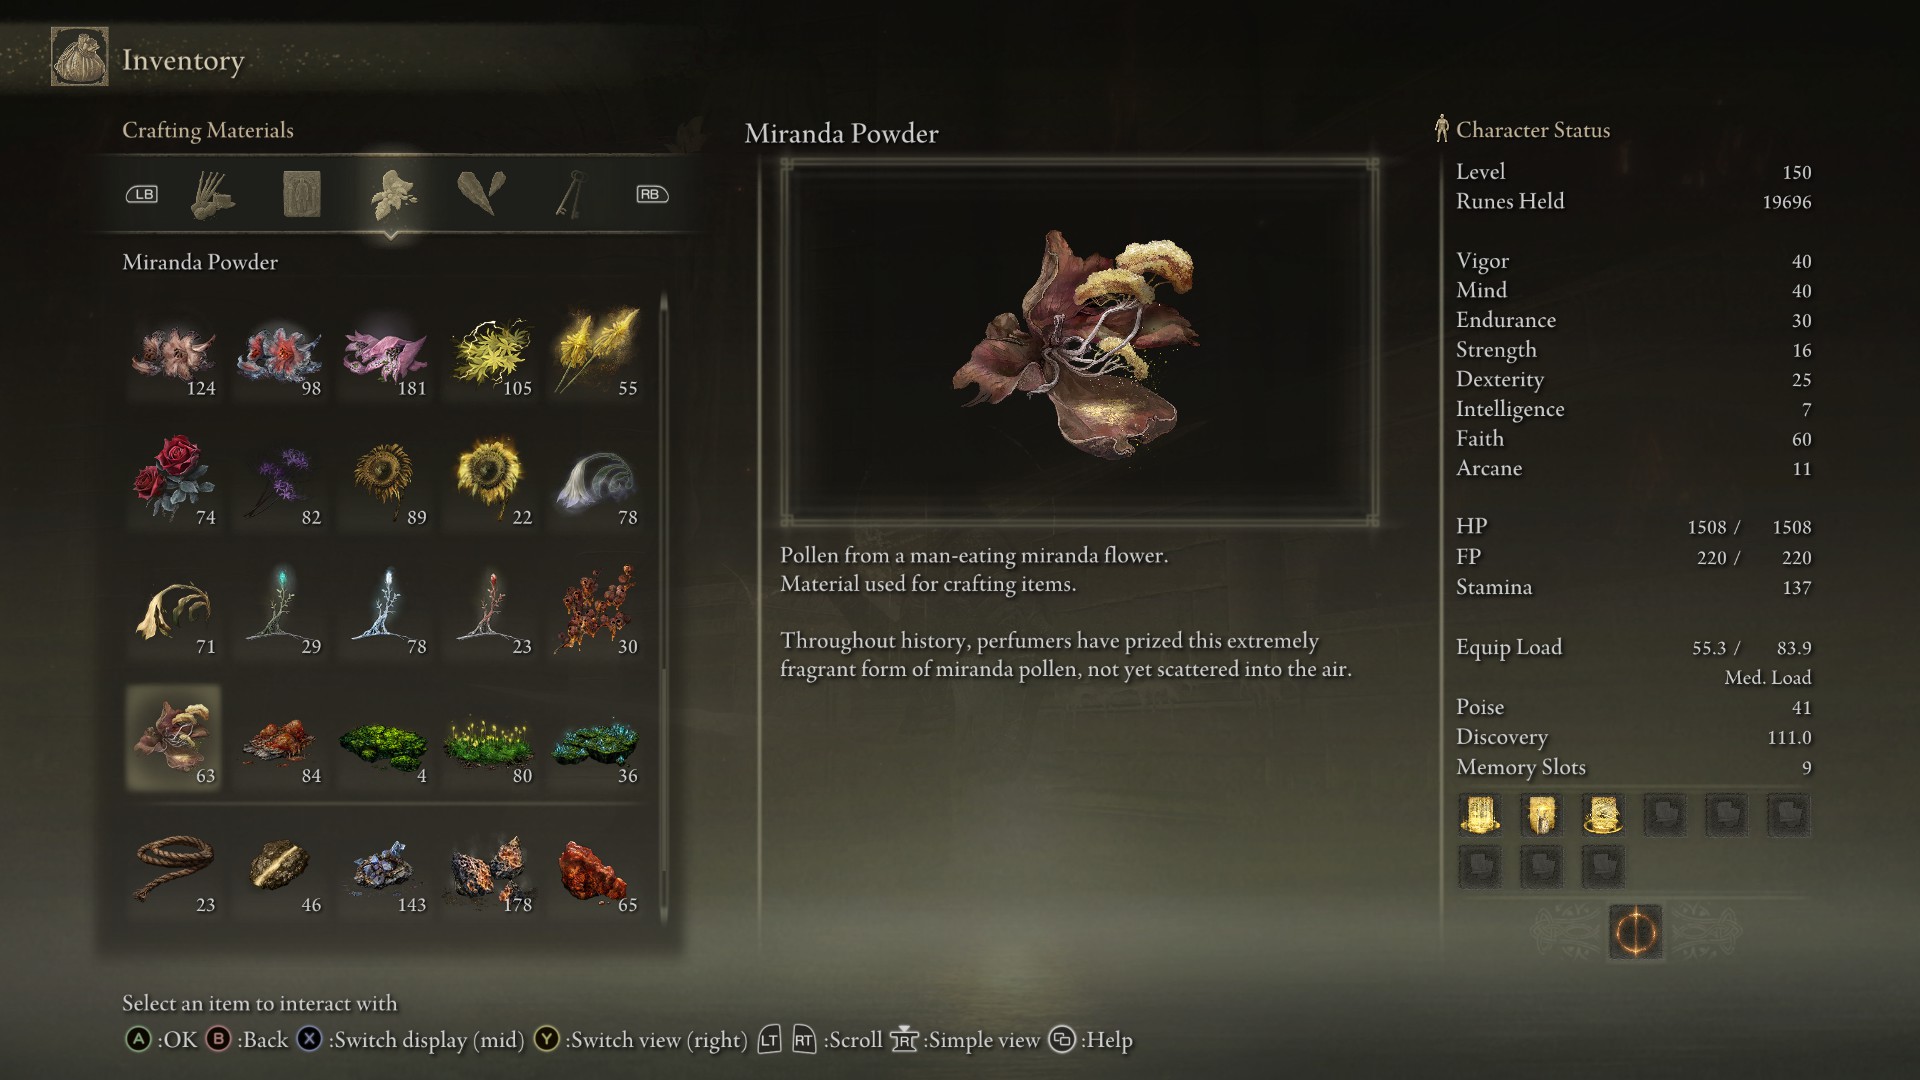 Inventory
Crafting Materials
LB
RB
Miranda Powder
124 98 181 105 55
74 82 89 22 78
71 29 78 23 30
63 84 4 80 36
23 46 143 178 65
Miranda Powder
Pollen from a man-eating miranda flower.
Material used for crafting items.
Throughout history, perfumers have prized this extremely
fragrant form of miranda pollen, not yet scattered into the air.
Character Status
Level 150
Runes Held 19696
Vigor 40
Mind 40
Endurance 30
Strength 16
Dexterity 25
Intelligence 7
Faith 60
Arcane 11
HP 1508 / 1508
FP 220 / 220
Stamina 137
Equip Load 55.3 / 83.9
Med. Load
Poise 41
Discovery 111.0
Memory Slots 9
Select an item to interact with
A :OK B :Back X :Switch display (mid) Y :Switch view (right) LT RT :Scroll R :Simple view :Help